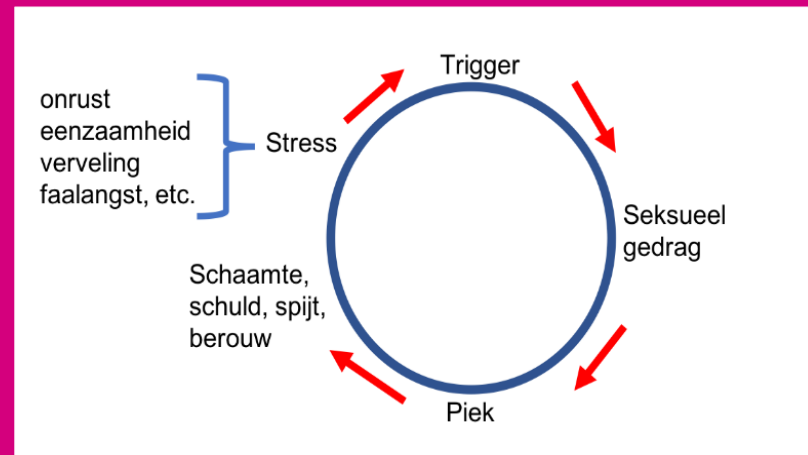 Trigger
onrust
eenzaamheid
verveling
faalangst, etc.
Stress
Seksueel
gedrag
Schaamte,
schuld, spijt,
berouw
Piek